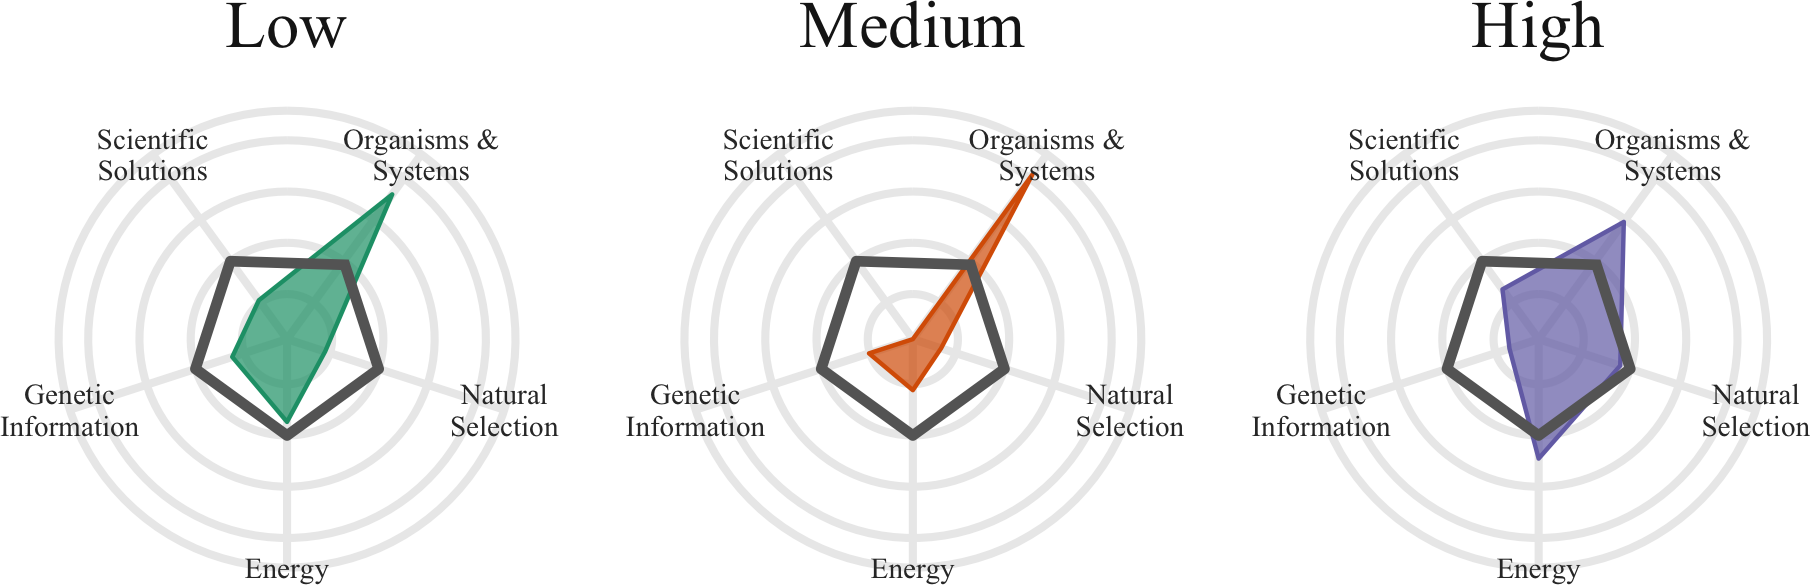 Low
Medium
High
Scientific
Solutions
Organisms &
Systems
Genetic
Information
Natural
Selection
Energy
Scientific
Solutions
Organisms &
Systems
Genetic
Information
Natural
Selection
Energy
Scientific
Solutions
Organisms &
Systems
Genetic
Information
Natural
Selection
Energy